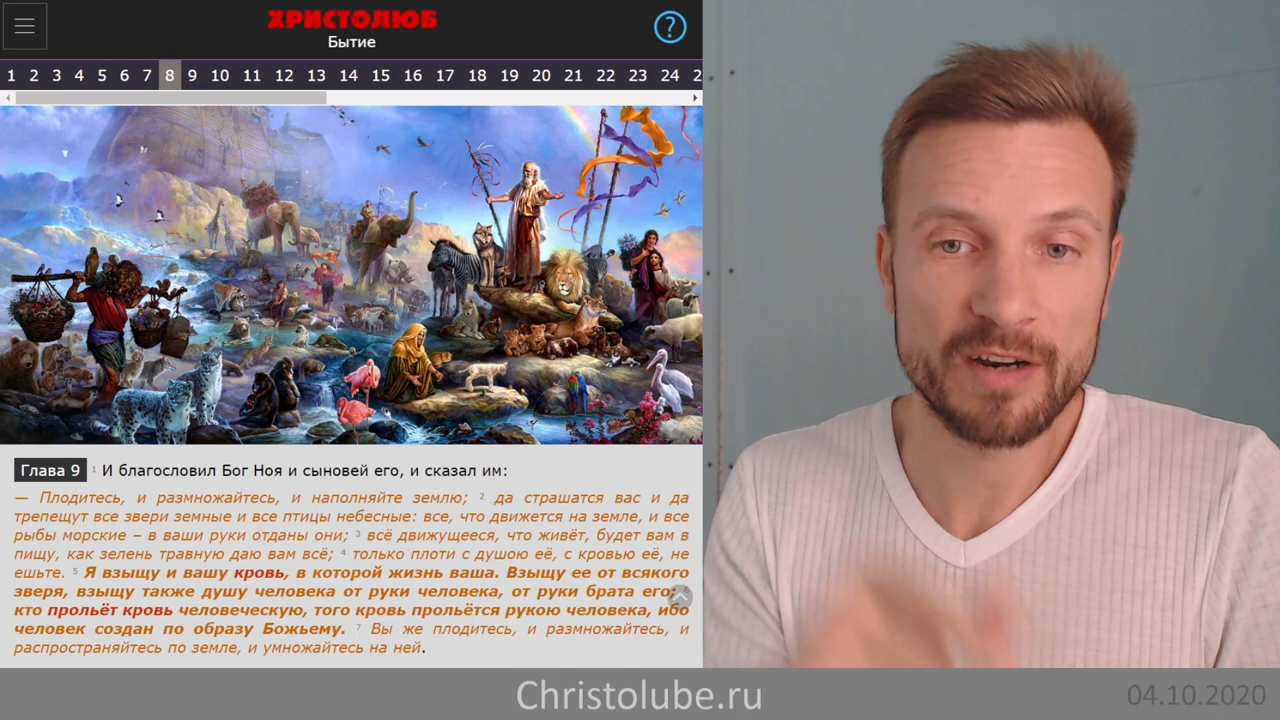 ХРИСТОЛЮБ
Бытие
?
1 2 3 4 5 6 7 8 9 10 11 12 13 14 15 16 17 18 19 20 21 22 23 24 2
Глава 9 1 И благословил Бог Ноя и сыновей его, и сказал им:
— Плодитесь, и размножайтесь, и наполняйте землю; 2 да страшатся вас и да
трепещут все звери земные и все птицы небесные: все, что движется на земле, и все
рыбы морские – в ваши руки отданы они; 3 всё движущееся, что живёт, будет вам в
пищу, как зелень травную даю вам всё; 4 только плоти с душою её, с кровью её, не
ешьте. 5 Я взыщу и вашу кровь, в которой жизнь ваша. Взыщу ее от всякого
зверя, взыщу также душу человека от руки человека, от руки брата его;
кто прольёт кровь человеческую, того кровь прольётся рукою человека, ибо
человек создан по образу Божьему. 7 Вы же плодитесь, и размножайтесь, и
распространяйтесь по земле, и умножайтесь на ней.
Christolube.ru
04.10.2020